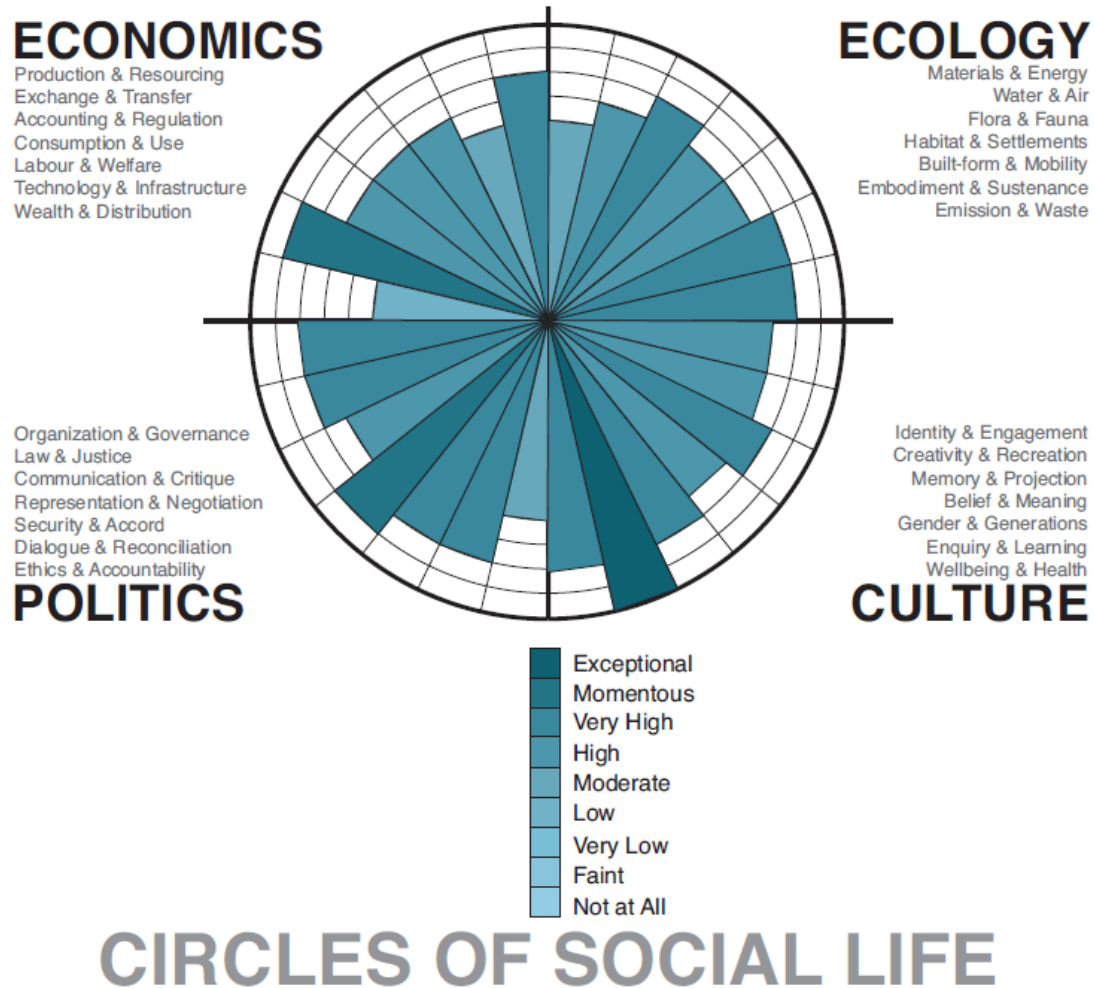 ECONOMICS
Production & Resourcing
Exchange & Transfer
Accounting & Regulation
Consumption & Use
Labour & Welfare
Technology & Infrastructure
Wealth & Distribution
ECOLOGY
Materials & Energy
Water & Air
Flora & Fauna
Habitat & Settlements
Built-form & Mobility
Embodiment & Sustenance
Emission & Waste
Organization & Governance
Law & Justice
Communication & Critique
Representation & Negotiation
Security & Accord
Dialogue & Reconciliation
Ethics & Accountability
POLITICS
Identity & Engagement
Creativity & Recreation
Memory & Projection
Belief & Meaning
Gender & Generations
Enquiry & Learning
Wellbeing & Health
CULTURE
Exceptional
Momentous
Very High
High
Moderate
Low
Very Low
Faint
Not at All
CIRCLES OF SOCIAL LIFE